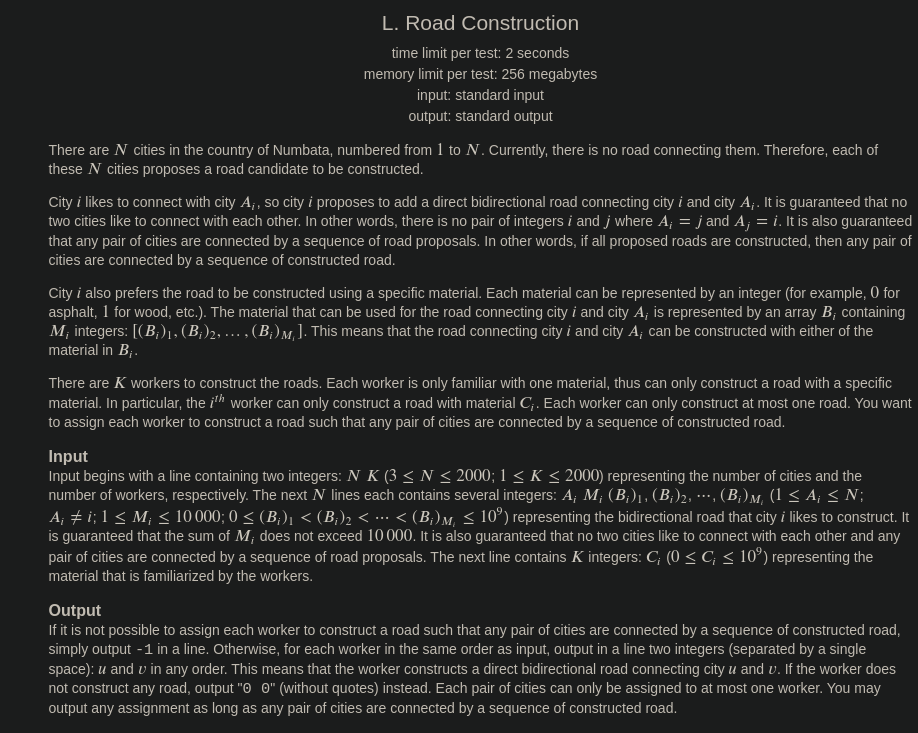 L. Road Construction
time limit per test: 2 seconds
memory limit per test: 256 megabytes
input: standard input
output: standard output
There are N cities in the country of Numbata, numbered from 1 to N. Currently, there is no road connecting them. Therefore, each of
these N cities proposes a road candidate to be constructed.
City i likes to connect with city A_i, so city i proposes to add a direct bidirectional road connecting city i and city A_i. It is guaranteed that no
two cities like to connect with each other. In other words, there is no pair of integers i and j where A_i = j and A_j = i. It is also guaranteed
that any pair of cities are connected by a sequence of road proposals. In other words, if all proposed roads are constructed, then any pair of
cities are connected by a sequence of constructed road.
City i also prefers the road to be constructed using a specific material. Each material can be represented by an integer (for example, 0 for
asphalt, 1 for wood, etc.). The material that can be used for the road connecting city i and city A_i is represented by an array B_i containing
M_i integers: [(B_i)_1, (B_i)_2, …, (B_i)_{M_i}]. This means that the road connecting city i and city A_i can be constructed with either of the
material in B_i.
There are K workers to construct the roads. Each worker is only familiar with one material, thus can only construct a road with a specific
material. In particular, the i^{th} worker can only construct a road with material C_i. Each worker can construct at most one road. You want
to assign each worker to construct a road such that any pair of cities are connected by a sequence of constructed road.
Input
Input begins with a line containing two integers: N K (3 ≤ N ≤ 2000; 1 ≤ K ≤ 2000) representing the number of cities and the
number of workers, respectively. The next N lines each contains several integers: A_i M_i (B_i)_1, (B_i)_2, ⋯, (B_i)_{M_i} (1 ≤ A_i ≤ N;
A_i ≠ i; 1 ≤ M_i ≤ 10 000; 0 ≤ (B_i)_1 < (B_i)_2 < ⋯ < (B_i)_{M_i} ≤ 10^9) representing the bidirectional road that city i likes to construct. It
is guaranteed that the sum of M_i does not exceed 10 000. It is also guaranteed that no two cities like to connect with each other and any
pair of cities are connected by a sequence of road proposals. The next line contains K integers: C_i (0 ≤ C_i ≤ 10^9) representing the
material that is familiarized by the workers.
Output
If it is not possible to assign each worker to construct a road such that any pair of cities are connected by a sequence of constructed road,
simply output -1 in a line. Otherwise, for each worker in the same order as input, output in a line two integers (separated by a single
space): u and v in any order. This means that the worker constructs a direct bidirectional road connecting city u and city v. If the worker does
not construct any road, output "0 0" (without quotes) instead. Each pair of cities can only be assigned to at most one worker. You may
output any assignment as long as any pair of cities are connected by a sequence of constructed road.